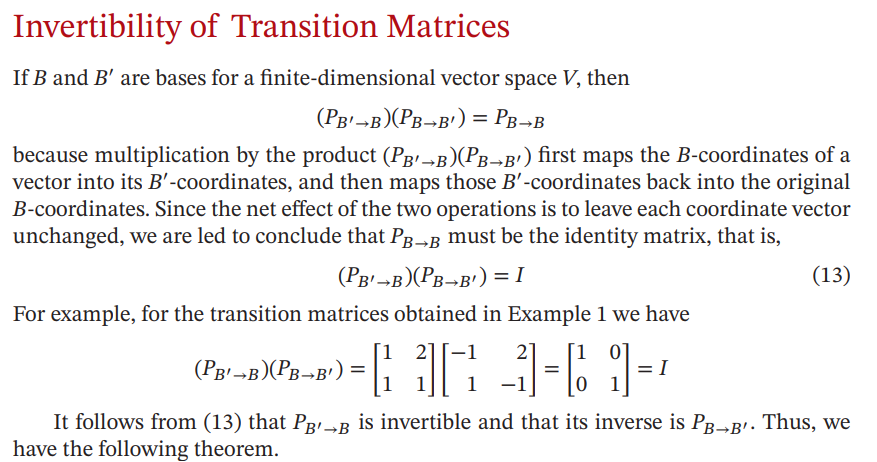 Invertibility of Transition Matrices
If B and B′ are bases for a finite-dimensional vector space V, then
(P_{B′→B})(P_{B→B′}) = P_{B→B}
because multiplication by the product (P_{B′→B})(P_{B→B′}) first maps the B-coordinates of a
vector into its B′-coordinates, and then maps those B′-coordinates back into the original
B-coordinates. Since the net effect of the two operations is to leave each coordinate vector
unchanged, we are led to conclude that P_{B→B} must be the identity matrix, that is,
(P_{B′→B})(P_{B→B′}) = I (13)
For example, for the transition matrices obtained in Example 1 we have
(P_{B′→B})(P_{B→B′}) = [1 2; 1 1] [−1 2; 1 −1] = [1 0; 0 1] = I
It follows from (13) that P_{B′→B} is invertible and that its inverse is P_{B→B′}. Thus, we
have the following theorem.